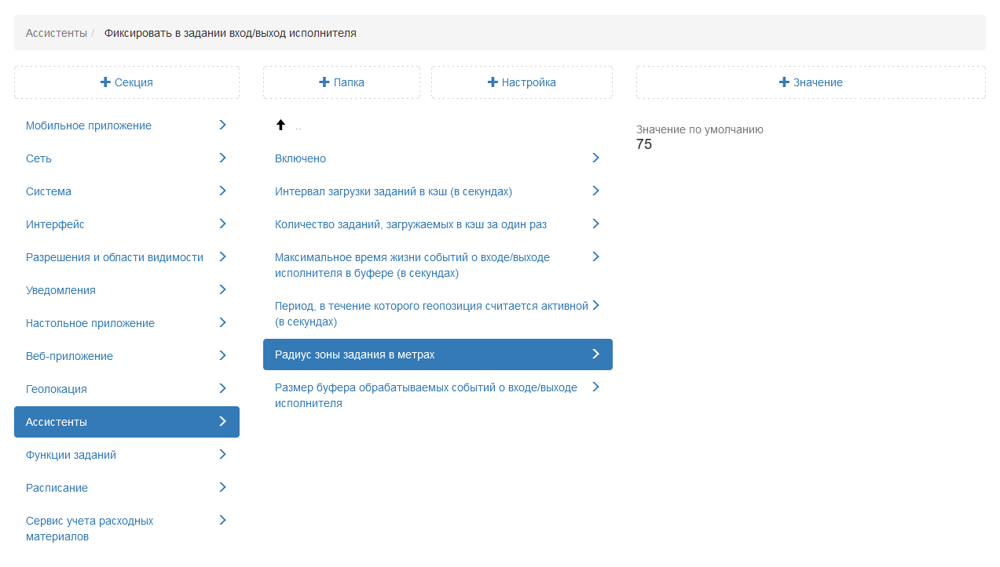 Ассистенты / Фиксировать в задании вход/выход исполнителя
Секция
Папка
Настройка
Значение
Мобильное приложение
Сеть
Система
Интерфейс
Разрешения и области видимости
Уведомления
Настольное приложение
Веб-приложение
Геолокация
Ассистенты
Функции заданий
Расписание
Сервис учета расходных
материалов
..
Включено
Интервал загрузки заданий в кэш (в секундах)
Количество заданий, загружаемых в кэш за один раз
Максимальное время жизни событий о входе/выходе
исполнителя в буфере (в секундах)
Период, в течение которого геопозиция считается активной
(в секундах)
Радиус зоны задания в метрах
Размер буфера обрабатываемых событий о входе/выходе
исполнителя
Значение по умолчанию
75